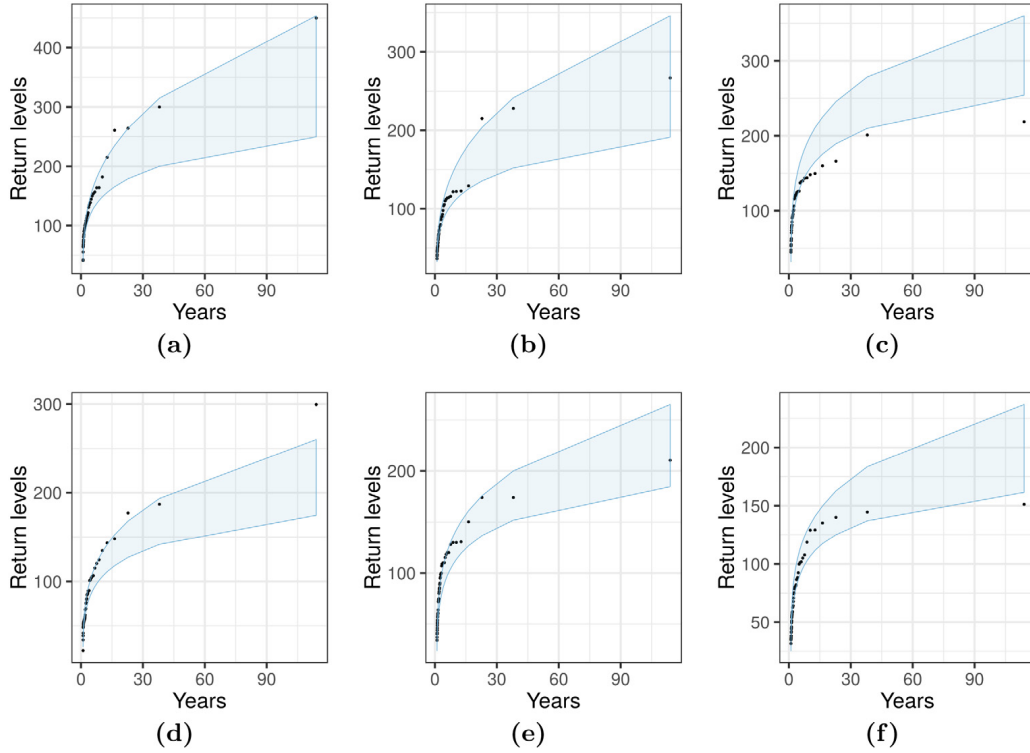 Return levels
400
300
200
100
0 30 60 90
Years
(a)
Return levels
300
200
100
0 30 60 90
Years
(b)
Return levels
300
200
100
0 30 60 90
Years
(c)
Return levels
300
200
100
0 30 60 90
Years
(d)
Return levels
200
100
0 30 60 90
Years
(e)
Return levels
200
150
100
50
0 30 60 90
Years
(f)